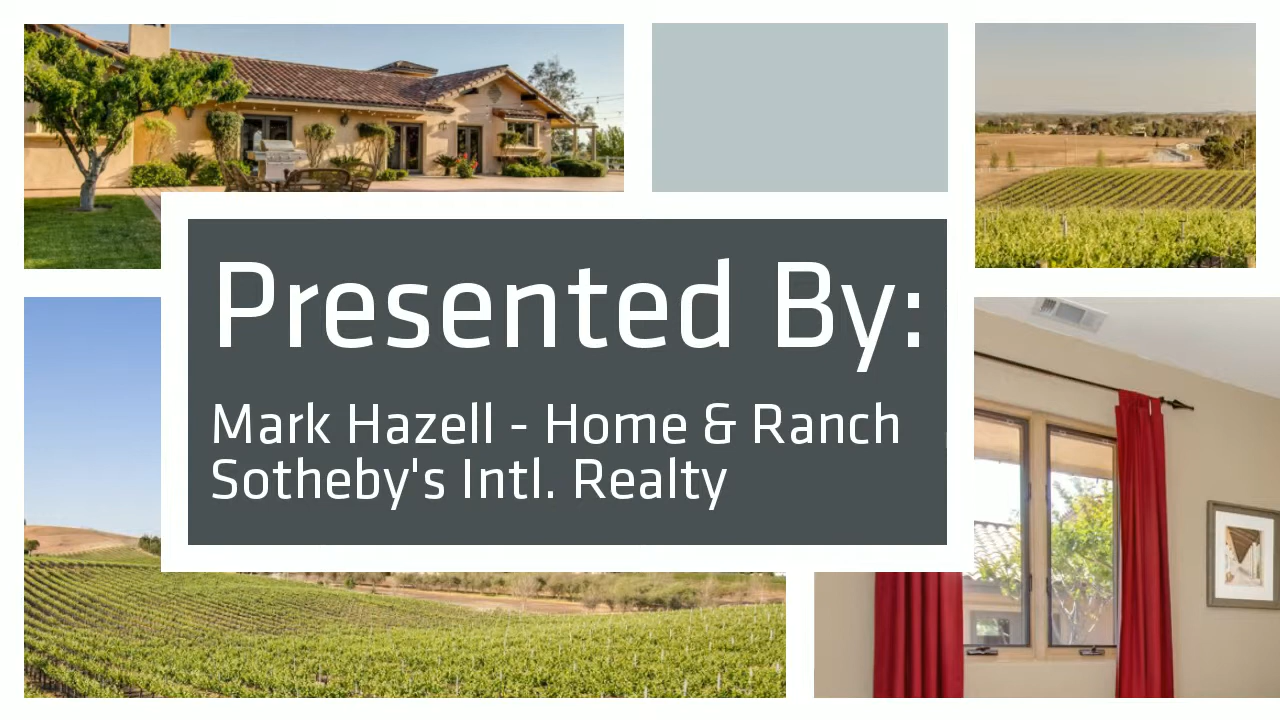 Presented By:
Mark Hazell - Home & Ranch
Sotheby's Intl. Realty